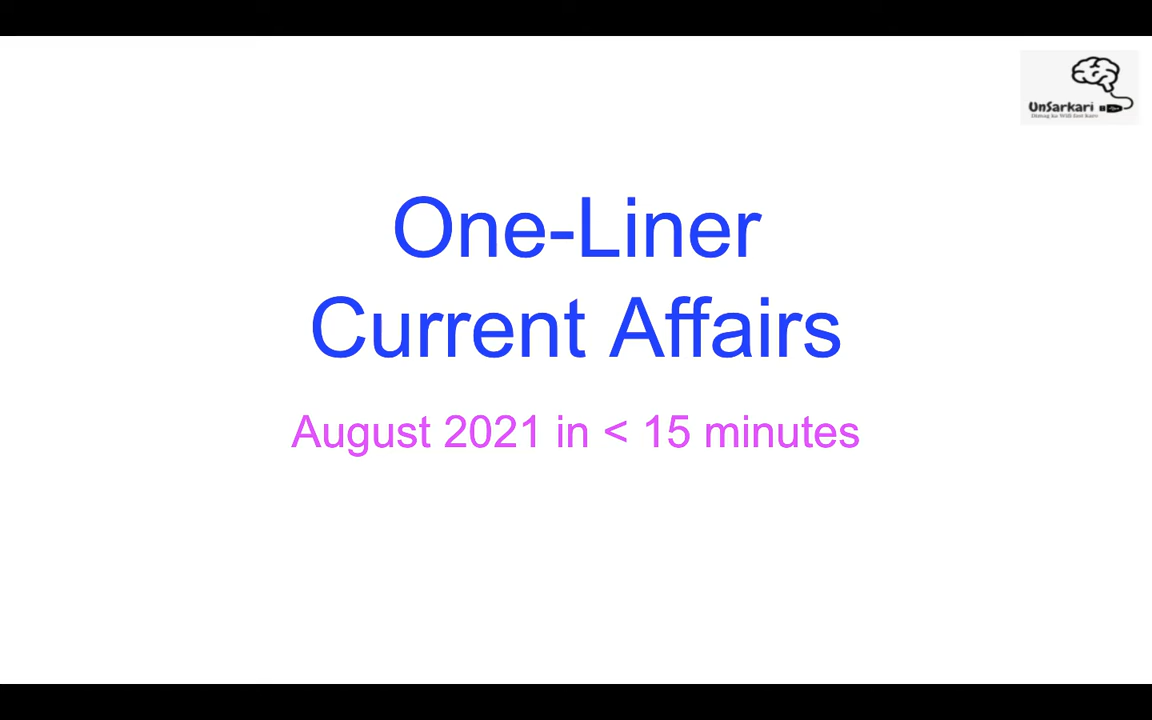 UnSarkari
One-Liner
Current Affairs
August 2021 in < 15 minutes